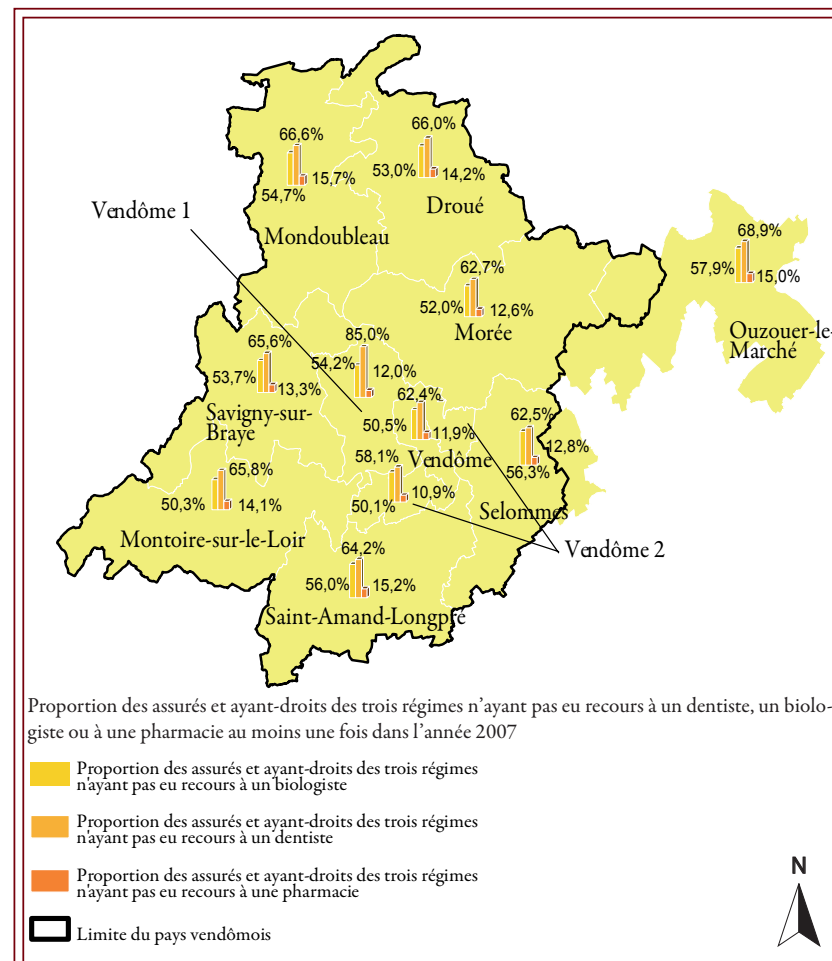 66,6%
54,7%
15,7%
Mondoubleau
66,0%
53,0%
14,2%
Droué
Vendôme 1
68,9%
57,9%
15,0%
Ouzouer-le-
Marché
62,7%
52,0%
12,6%
Morée
65,6%
53,7%
13,3%
Savigny-sur-
Braye
85,0%
54,2%
12,0%
62,4%
50,5%
11,9%
Vendôme
62,5%
12,8%
56,3%
Selommes
65,8%
50,3%
14,1%
Montoire-sur-le-Loir
58,1%
50,1%
10,9%
Vendôme 2
64,2%
56,0%
15,2%
Saint-Amand-Longpré
Proportion des assurés et ayant-droits des trois régimes n'ayant pas eu recours à un dentiste, un biolo-
giste ou à une pharmacie au moins une fois dans l'année 2007
Proportion des assurés et ayant-droits des trois régimes
n'ayant pas eu recours à un biologiste
Proportion des assurés et ayant-droits des trois régimes
n'ayant pas eu recours à un dentiste
Proportion des assurés et ayant-droits des trois régimes
n'ayant pas eu recours à une pharmacie
Limite du pays vendômois
N